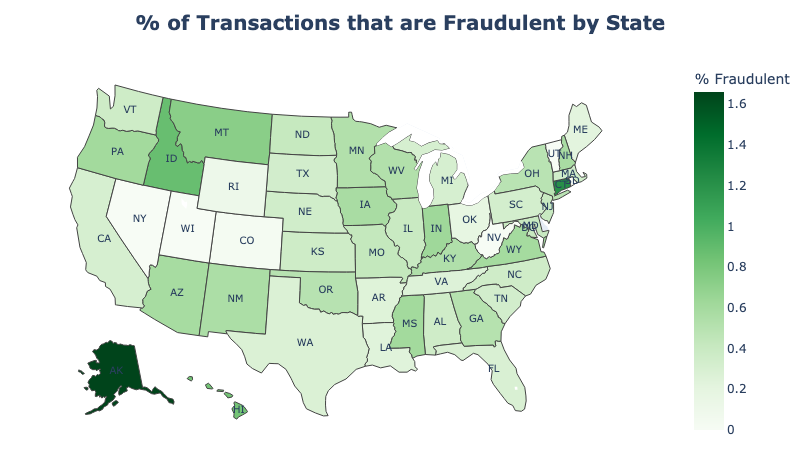 % of Transactions that are Fraudulent by State
% Fraudulent
1.6
1.4
1.2
1
0.8
0.6
0.4
0.2
0
VT
MT
ND
ME
PA
ID
MN
UT
NH
WV
OH
MA
RI
TX
MI
NY
NE
IA
SC
NJ
WI
OK
MD
CO
IL
IN
NV
CA
KS
MO
KY
WY
AZ
NM
OR
VA
NC
AR
TN
WA
MS
AL
GA
LA
FL
AK
HI